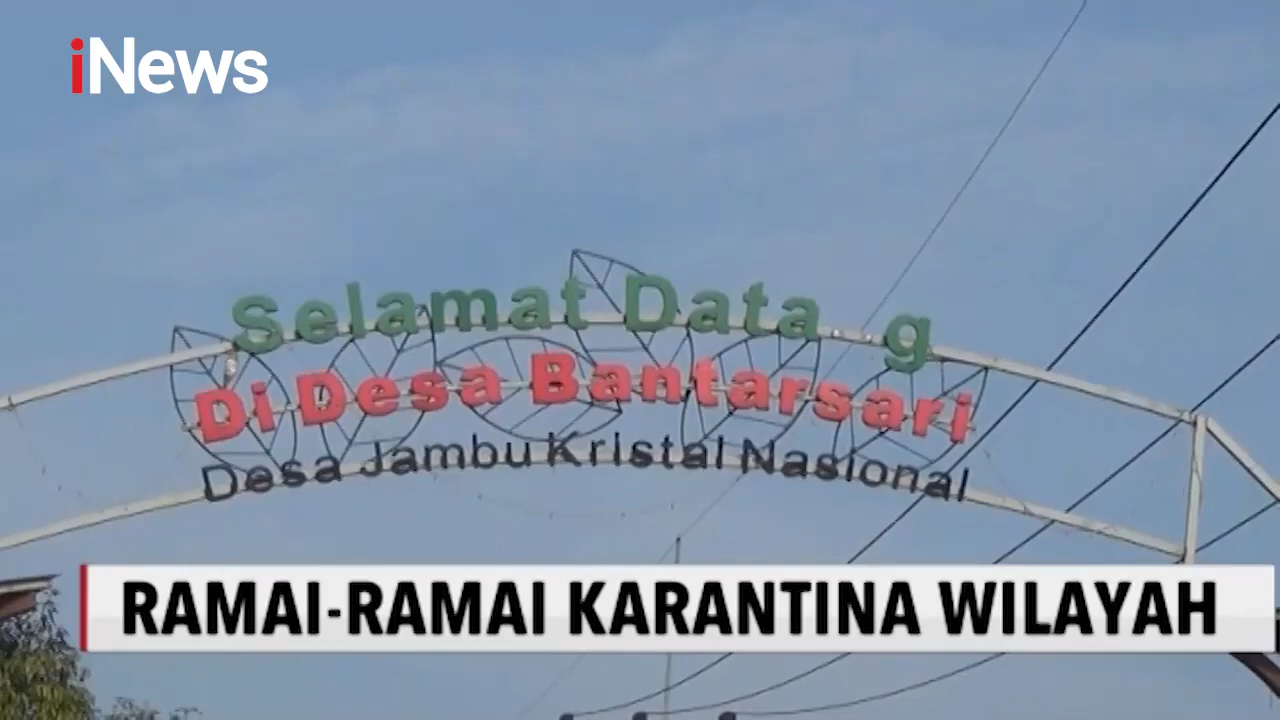 iNews
Selamat Data g
Di Desa Bantarsari
Desa Jambu Kristal Nasional
RAMAI-RAMAI KARANTINA WILAYAH